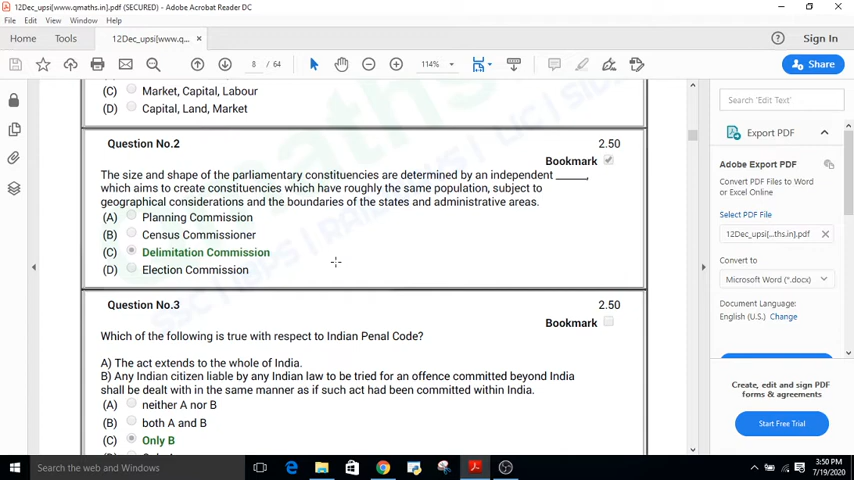 12Dec_upsi[www.qmaths.in].pdf (SECURED) - Adobe Acrobat Reader DC
File Edit View Window Help
Home Tools 12Dec_upsi[www.q... × Sign In
8 / 64 114% Share
(C) Market, Capital, Labour
(D) Capital, Land, Market
Question No.2 2.50
Bookmark
The size and shape of the parliamentary constituencies are determined by an independent _____,
which aims to create constituencies which have roughly the same population, subject to
geographical considerations and the boundaries of the states and administrative areas.
(A) Planning Commission
(B) Census Commissioner
(C) Delimitation Commission
(D) Election Commission
Question No.3 2.50
Bookmark
Which of the following is true with respect to Indian Penal Code?
A) The act extends to the whole of India.
B) Any Indian citizen liable by any Indian law to be tried for an offence committed beyond India
shall be dealt with in the same manner as if such act had been committed within India.
(A) neither A nor B
(B) both A and B
(C) Only B
Search 'Edit Text'
Export PDF
Adobe Export PDF
Convert PDF Files to Word
or Excel Online
Select PDF File
12Dec_upsi[...ths.in].pdf
Convert to
Microsoft Word (*.docx)
Document Language:
English (U.S.) Change
Create, edit and sign PDF
forms & agreements
Start Free Trial
Search the web and Windows
3:50 PM
7/19/2020